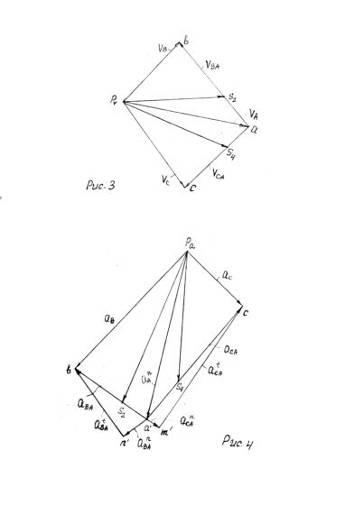 b
V_B
V_BA
S_2
P_v
V_A
a
S_4
V_C
V_CA
c
Рис. 3
P_a
a_C
c
a_B
a_A^n
a_CA
a_CA^t
b
S_4
a_BA
S_2
a_CA^n
a_BA^t
a'
m'
n'
a_BA^n
Рис. 4